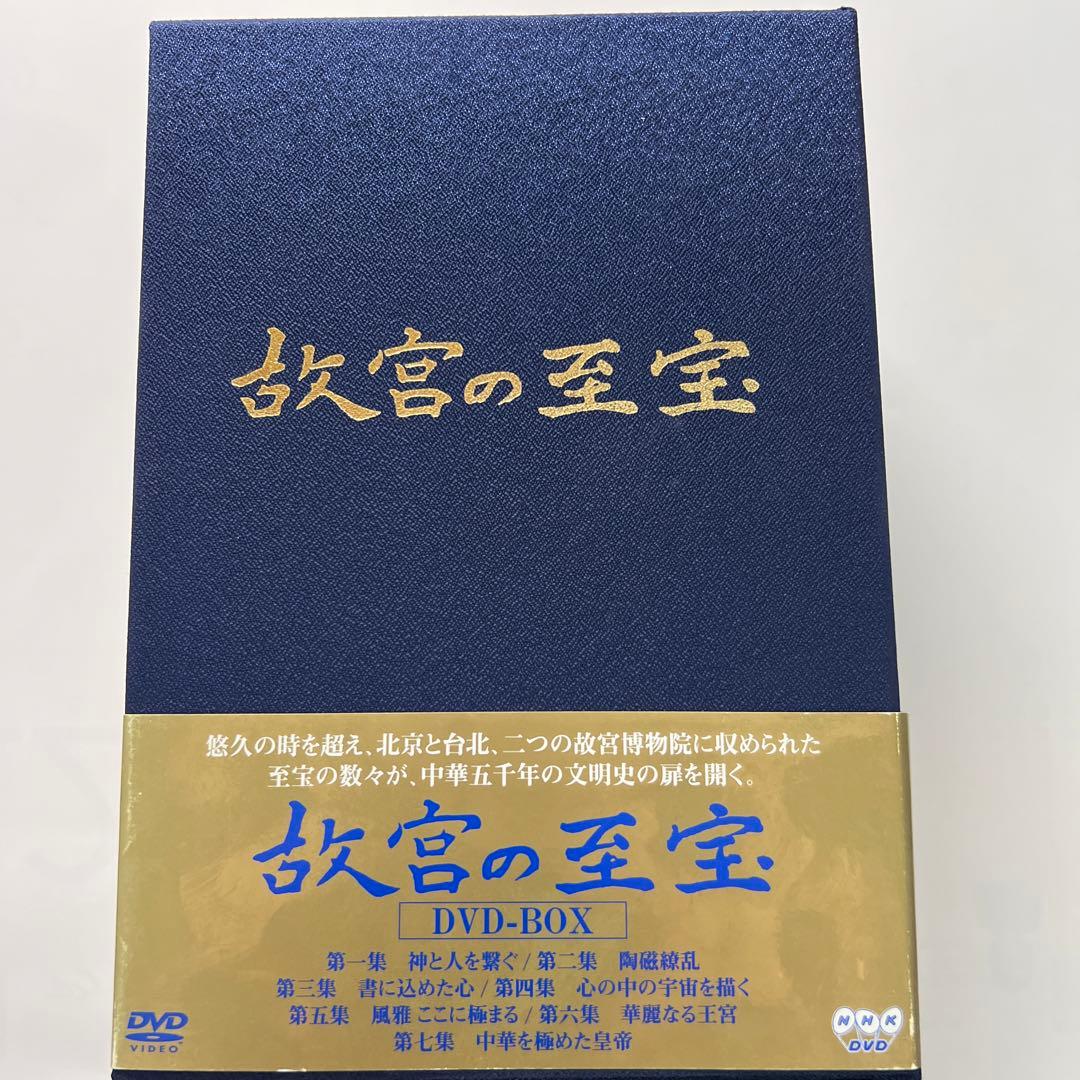 故宮の至宝
悠久の時を超え、北京と台北、二つの故宮博物院に収められた
至宝の数々が、中華五千年の文明史の扉を開く。
故宮の至宝
DVD-BOX
第一集　神と人を繋ぐ / 第二集　陶磁繚乱
第三集　書に込めた心 / 第四集　心の中の宇宙を描く
第五集　風雅 ここに極まる / 第六集　華麗なる王宮
第七集　中華を極めた皇帝
DVD
VIDEO
NHK
DVD